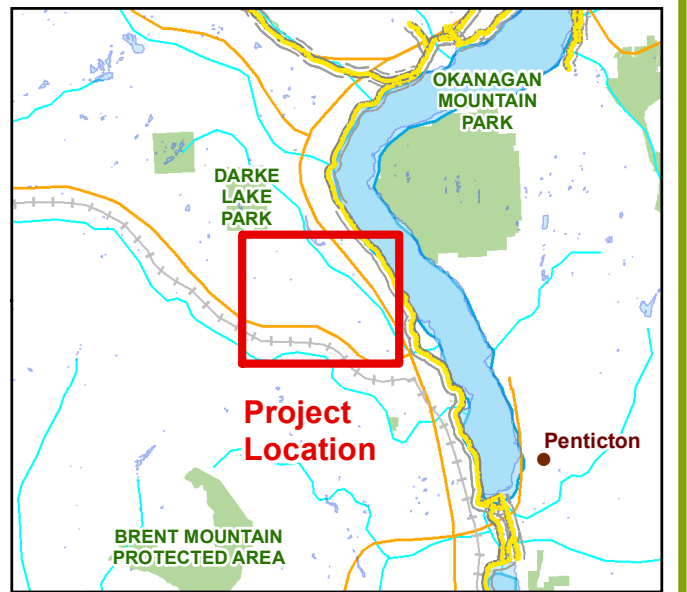 OKANAGAN
MOUNTAIN
PARK
DARKE
LAKE
PARK
Project
Location
Penticton
BRENT MOUNTAIN
PROTECTED AREA